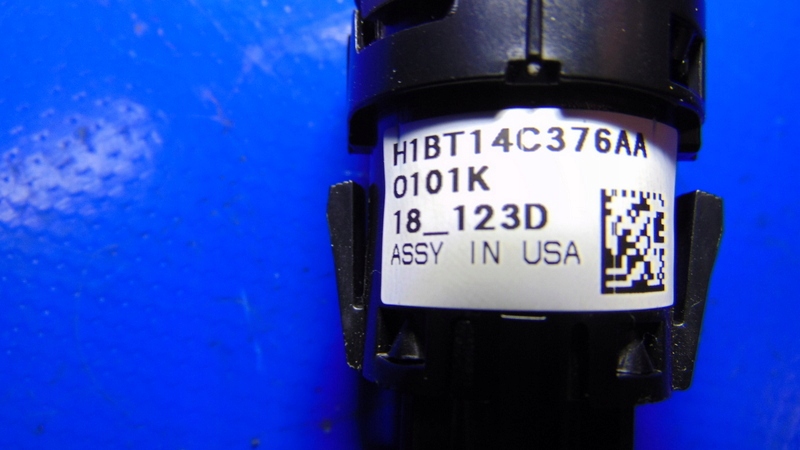 H1BT14C376AA
0101K
18_123D
ASSY IN USA